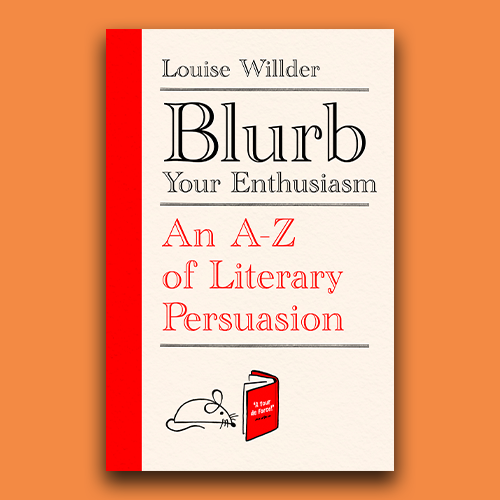 Louise Willder
Blurb
Your Enthusiasm
An A-Z
of Literary
Persuasion
"A Tour
de Force!"